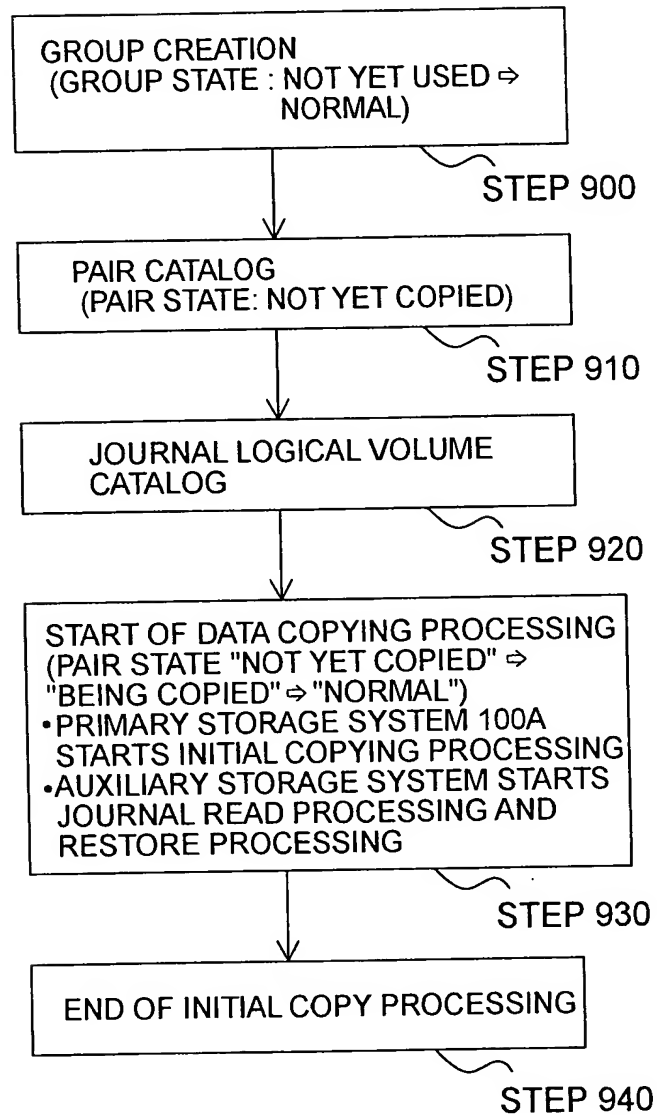 GROUP CREATION
(GROUP STATE : NOT YET USED ⇨
NORMAL)
STEP 900
PAIR CATALOG
(PAIR STATE: NOT YET COPIED)
STEP 910
JOURNAL LOGICAL VOLUME
CATALOG
STEP 920
START OF DATA COPYING PROCESSING
(PAIR STATE "NOT YET COPIED" ⇨
"BEING COPIED" ⇨ "NORMAL")
•PRIMARY STORAGE SYSTEM 100A
STARTS INITIAL COPYING PROCESSING
•AUXILIARY STORAGE SYSTEM STARTS
JOURNAL READ PROCESSING AND
RESTORE PROCESSING
STEP 930
END OF INITIAL COPY PROCESSING
STEP 940